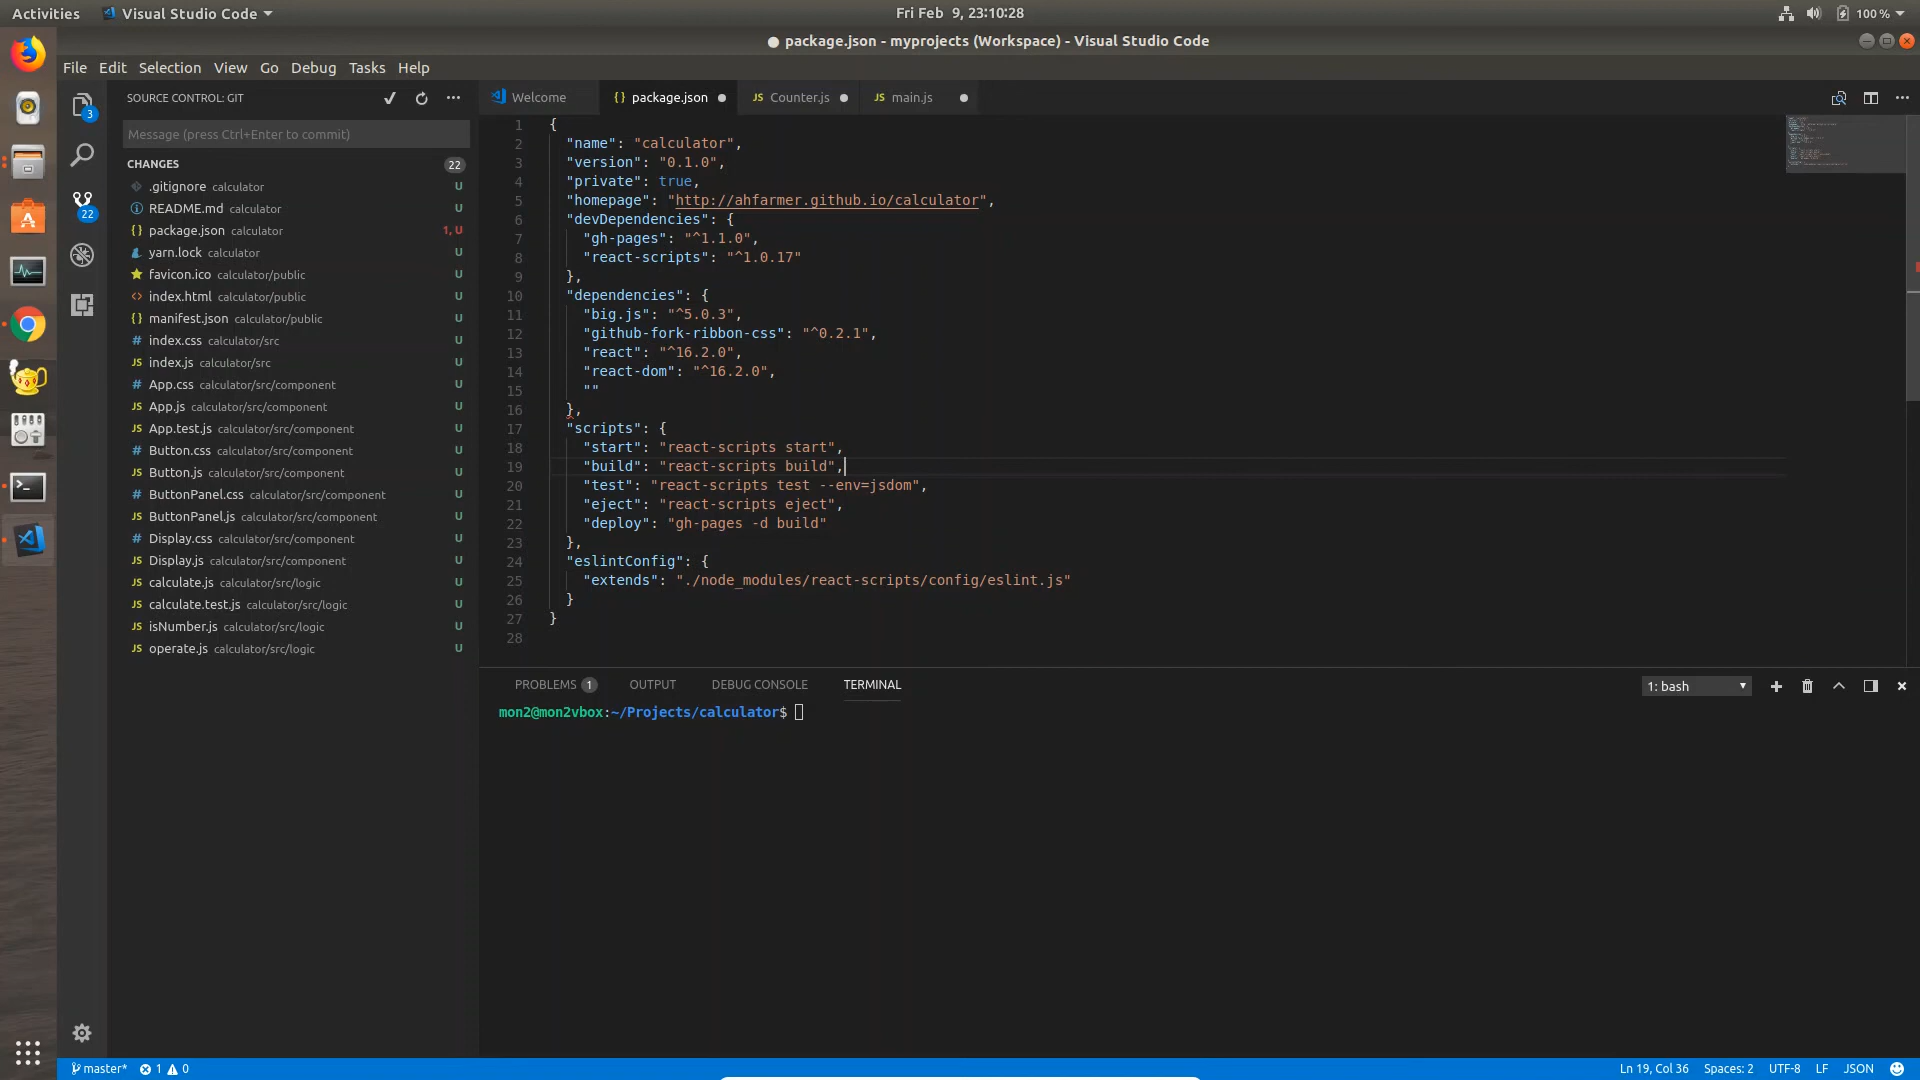 Activities
Visual Studio Code
Fri Feb 9, 23:10:28
100 %
● package.json - myprojects (Workspace) - Visual Studio Code
File Edit Selection View Go Debug Tasks Help
SOURCE CONTROL: GIT
3
22
Message (press Ctrl+Enter to commit)
CHANGES 22
.gitignore calculator U
README.md calculator U
{} package.json calculator 1, U
yarn.lock calculator U
favicon.ico calculator/public U
<> index.html calculator/public U
{} manifest.json calculator/public U
# index.css calculator/src U
JS index.js calculator/src U
# App.css calculator/src/component U
JS App.js calculator/src/component U
JS App.test.js calculator/src/component U
# Button.css calculator/src/component U
JS Button.js calculator/src/component U
# ButtonPanel.css calculator/src/component U
JS ButtonPanel.js calculator/src/component U
# Display.css calculator/src/component U
JS Display.js calculator/src/component U
JS calculate.js calculator/src/logic U
JS calculate.test.js calculator/src/logic U
JS isNumber.js calculator/src/logic U
JS operate.js calculator/src/logic U
Welcome
{} package.json ●
JS Counter.js ●
JS main.js ●
1 {
2 "name": "calculator",
3 "version": "0.1.0",
4 "private": true,
5 "homepage": "http://ahfarmer.github.io/calculator",
6 "devDependencies": {
7 "gh-pages": "^1.1.0",
8 "react-scripts": "^1.0.17"
9 },
10 "dependencies": {
11 "big.js": "^5.0.3",
12 "github-fork-ribbon-css": "^0.2.1",
13 "react": "^16.2.0",
14 "react-dom": "^16.2.0",
15 ""
16 },
17 "scripts": {
18 "start": "react-scripts start",
19 "build": "react-scripts build",
20 "test": "react-scripts test --env=jsdom",
21 "eject": "react-scripts eject",
22 "deploy": "gh-pages -d build"
23 },
24 "eslintConfig": {
25 "extends": "./node_modules/react-scripts/config/eslint.js"
26 }
27 }
28
PROBLEMS 1 OUTPUT DEBUG CONSOLE TERMINAL
1: bash
mon2@mon2vbox:~/Projects/calculator$
master* 1 0
Ln 19, Col 36 Spaces: 2 UTF-8 LF JSON